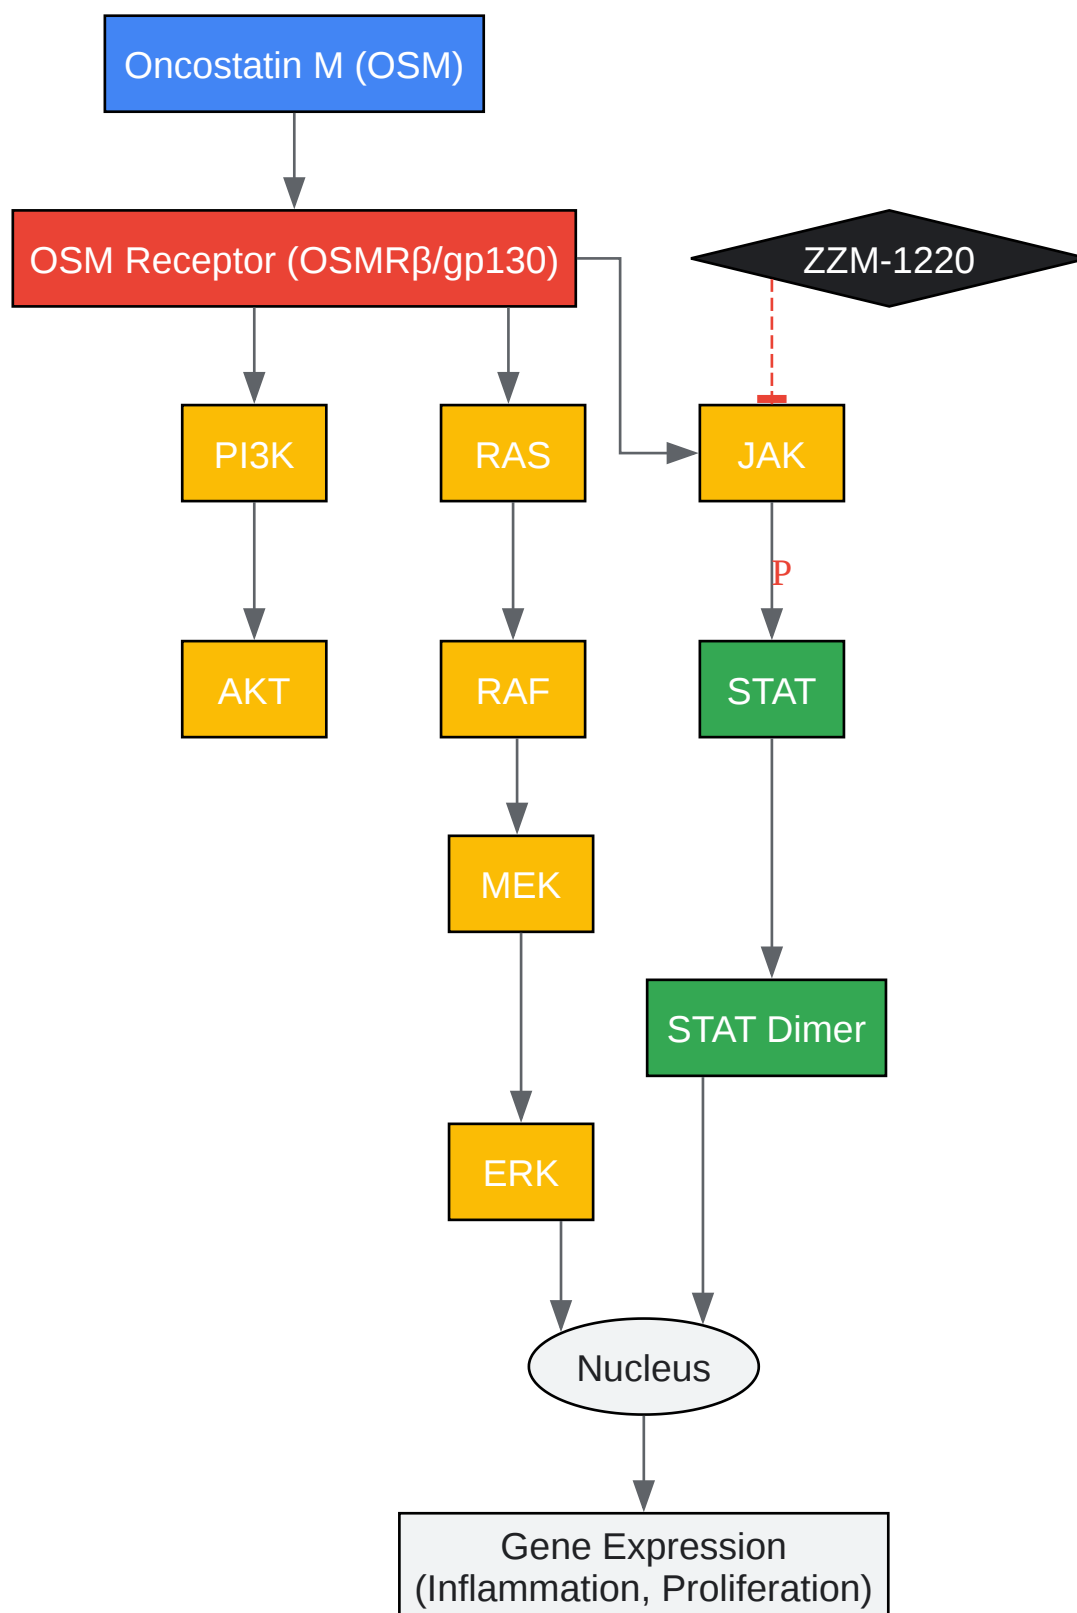 Oncostatin M (OSM)
OSM Receptor (OSMRβ/gp130)
ZZM-1220
PI3K
RAS
JAK
P
AKT
RAF
STAT
MEK
STAT Dimer
ERK
Nucleus
Gene Expression
(Inflammation, Proliferation)